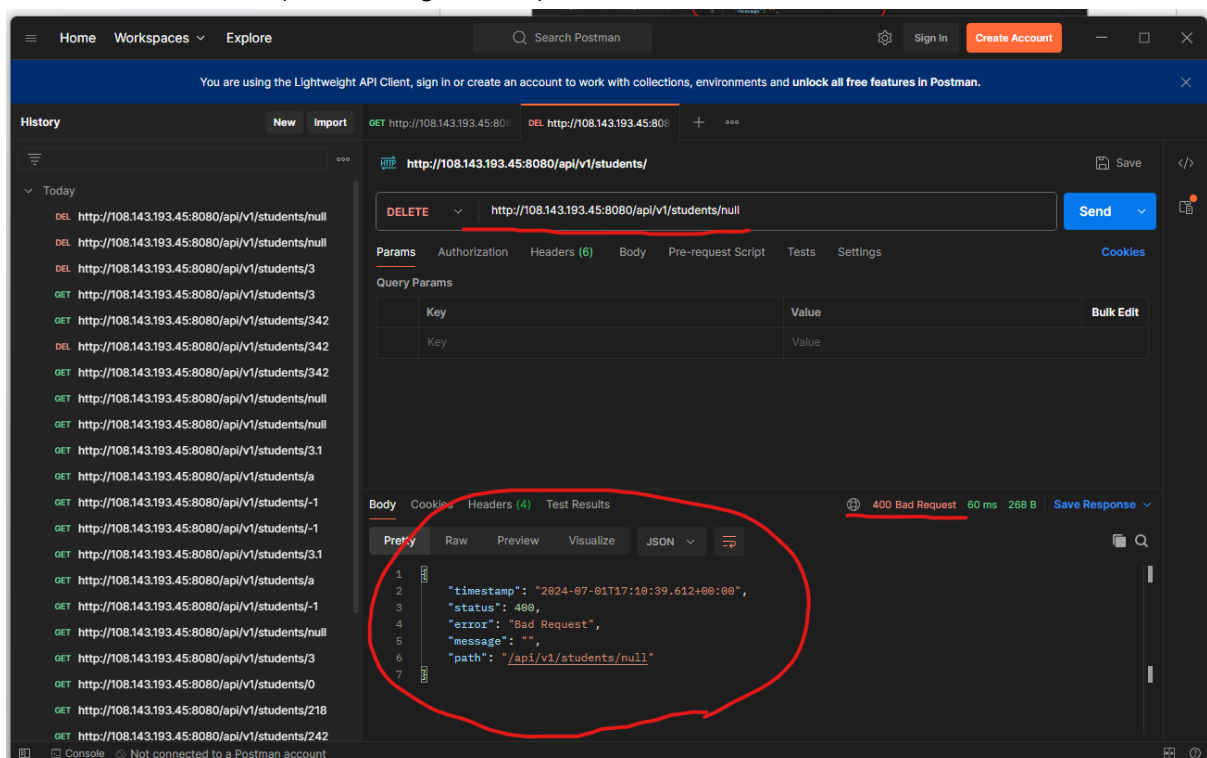 "message": "",
Home Workspaces Explore Search Postman Sign In Create Account
You are using the Lightweight API Client, sign in or create an account to work with collections, environments and unlock all free features in Postman.
History New Import GET http://108.143.193.45:808 DEL http://108.143.193.45:808
http://108.143.193.45:8080/api/v1/students/ Save
Today
DEL http://108.143.193.45:8080/api/v1/students/null
DELETE http://108.143.193.45:8080/api/v1/students/null Send
DEL http://108.143.193.45:8080/api/v1/students/null
Params Authorization Headers (6) Body Pre-request Script Tests Settings Cookies
DEL http://108.143.193.45:8080/api/v1/students/3
Query Params
GET http://108.143.193.45:8080/api/v1/students/3
Key Value Bulk Edit
GET http://108.143.193.45:8080/api/v1/students/342
Key Value
DEL http://108.143.193.45:8080/api/v1/students/342
GET http://108.143.193.45:8080/api/v1/students/342
GET http://108.143.193.45:8080/api/v1/students/null
GET http://108.143.193.45:8080/api/v1/students/null
GET http://108.143.193.45:8080/api/v1/students/3.1
GET http://108.143.193.45:8080/api/v1/students/a
GET http://108.143.193.45:8080/api/v1/students/-1
Body Cookies Headers (4) Test Results 400 Bad Request 60 ms 268 B Save Response
GET http://108.143.193.45:8080/api/v1/students/-1
Pretty Raw Preview Visualize JSON
GET http://108.143.193.45:8080/api/v1/students/3.1
1 {
GET http://108.143.193.45:8080/api/v1/students/a
2 "timestamp": "2024-07-01T17:10:39.612+00:00",
GET http://108.143.193.45:8080/api/v1/students/-1
3 "status": 400,
4 "error": "Bad Request",
GET http://108.143.193.45:8080/api/v1/students/null
5 "message": "",
GET http://108.143.193.45:8080/api/v1/students/3
6 "path": "/api/v1/students/null"
7 }
GET http://108.143.193.45:8080/api/v1/students/0
GET http://108.143.193.45:8080/api/v1/students/218
GET http://108.143.193.45:8080/api/v1/students/242
Console Not connected to a Postman account